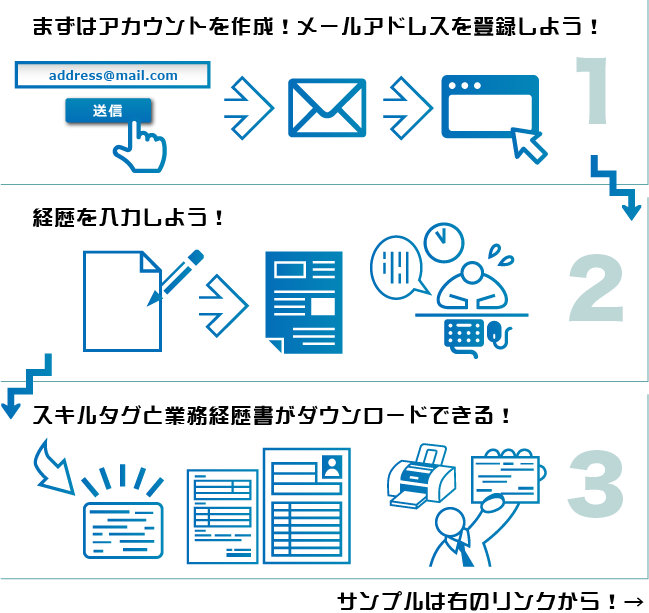 まずはアカウントを作成！メールアドレスを登録しよう！
address@mail.com
送信
1
経歴を入力しよう！
2
スキルタグと業務経歴書がダウンロードできる！
3
サンプルは右のリンクから！→